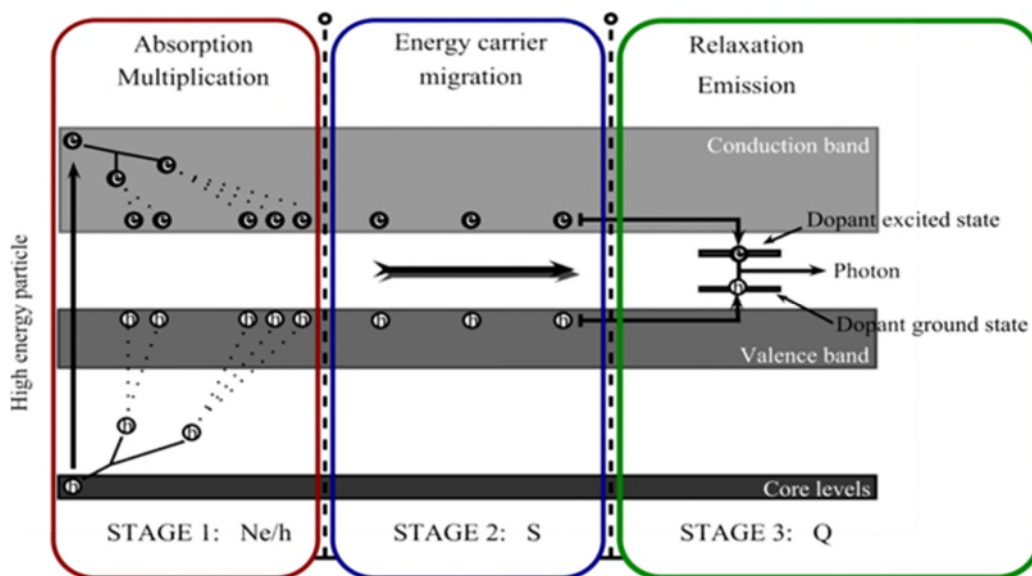 Absorption
Multiplication
Energy carrier
migration
Relaxation
Emission
Conduction band
Dopant excited state
Photon
Dopant ground state
Valence band
High energy particle
Core levels
STAGE 1: Ne/h
STAGE 2: S
STAGE 3: Q